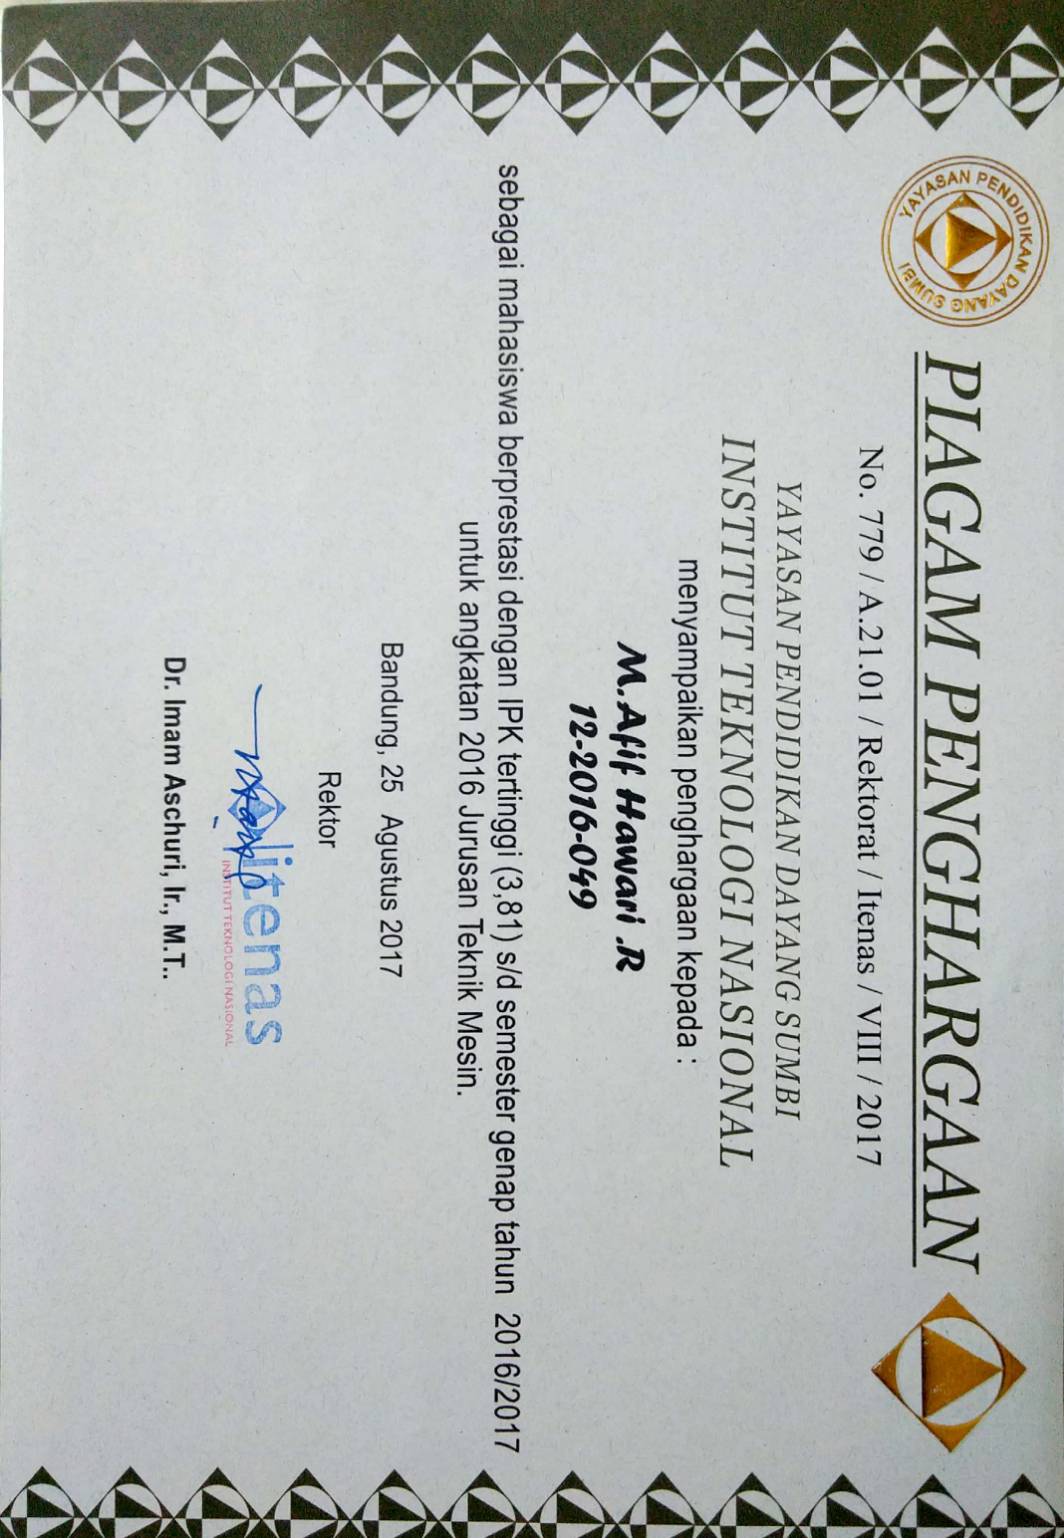 YAYASAN PENDIDIKAN DAYANG SUMBI
PIAGAM PENGHARGAAN
No. 779 / A.21.01 / Rektorat / Itenas / VIII / 2017
YAYASAN PENDIDIKAN DAYANG SUMBI
INSTITUT TEKNOLOGI NASIONAL
menyampaikan penghargaan kepada :
M.Afif Hawari .R
12-2016-049
sebagai mahasiswa berprestasi dengan IPK tertinggi (3,81) s/d semester genap tahun 2016/2017
untuk angkatan 2016 Jurusan Teknik Mesin.
Bandung, 25 Agustus 2017
Rektor
itenas
INSTITUT TEKNOLOGI NASIONAL
Dr. Imam Aschuri, Ir., M.T..